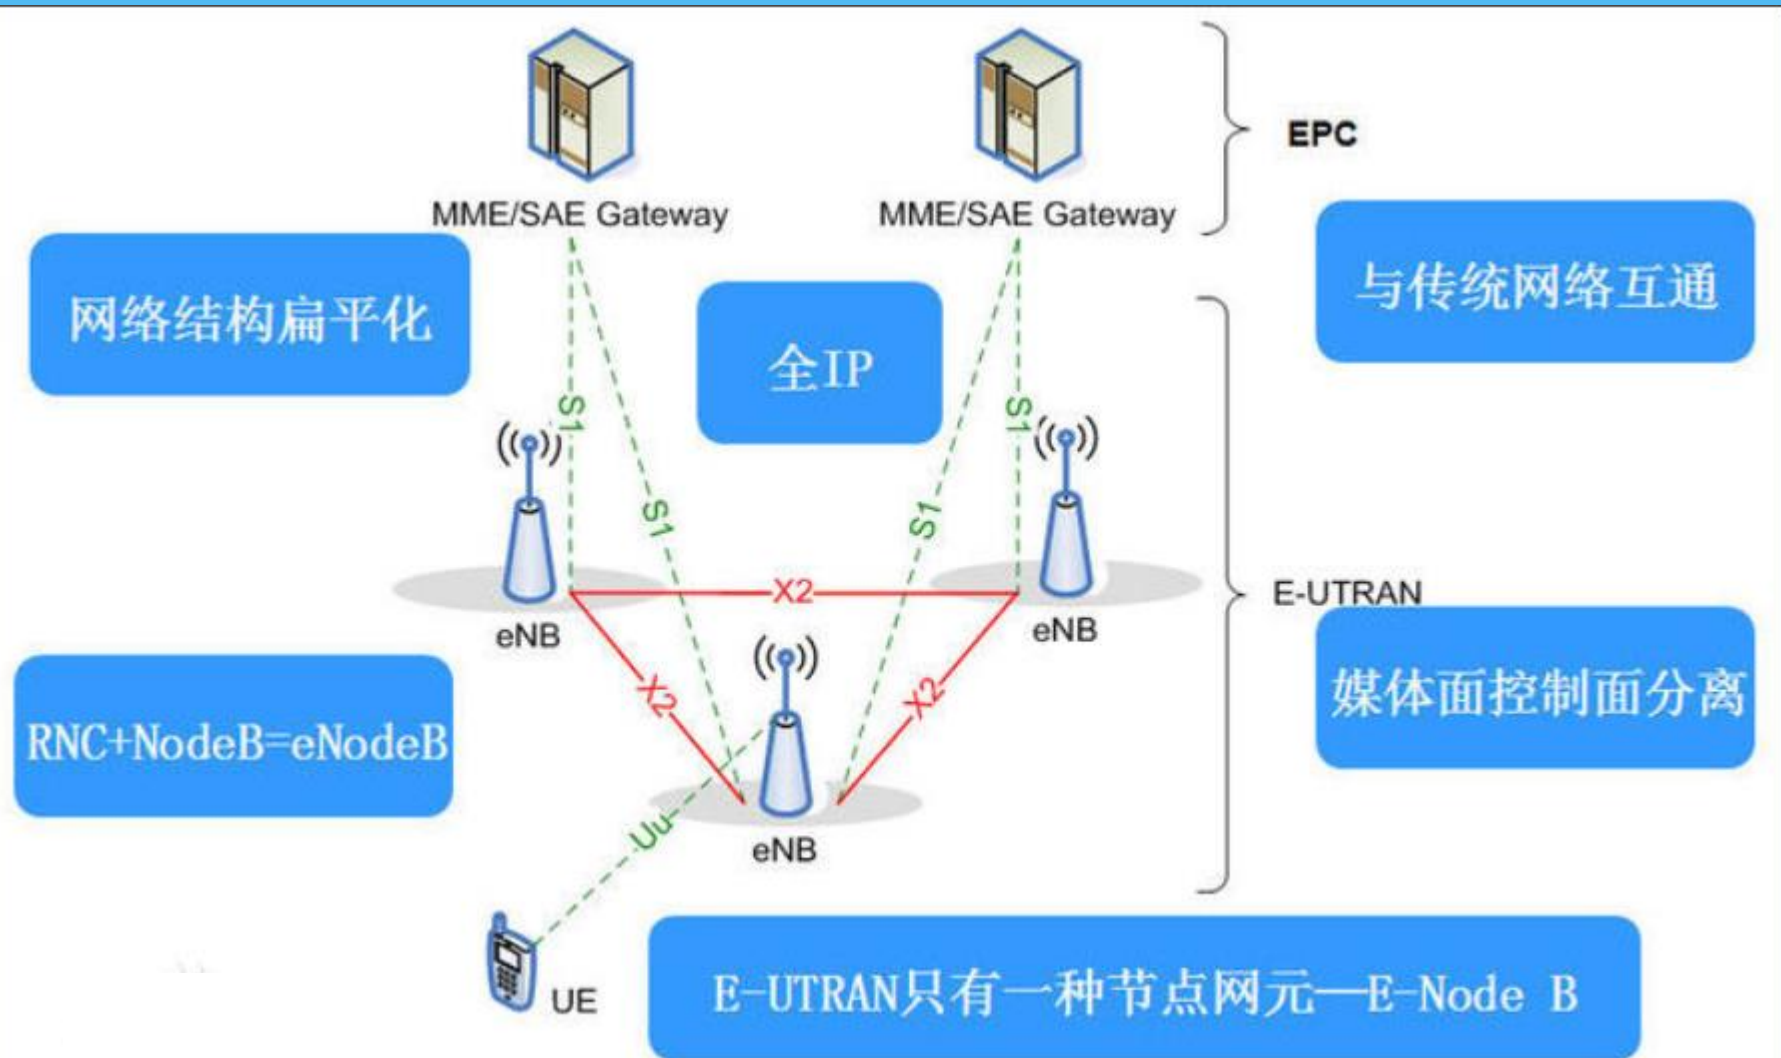 EPC
MME/SAE Gateway
MME/SAE Gateway
与传统网络互通
网络结构扁平化
全IP
S1
S1
S1
S1
X2
E-UTRAN
eNB
eNB
媒体面控制面分离
RNC+NodeB=eNodeB
X2
X2
Uu
eNB
UE
E-UTRAN只有一种节点网元—E-Node B